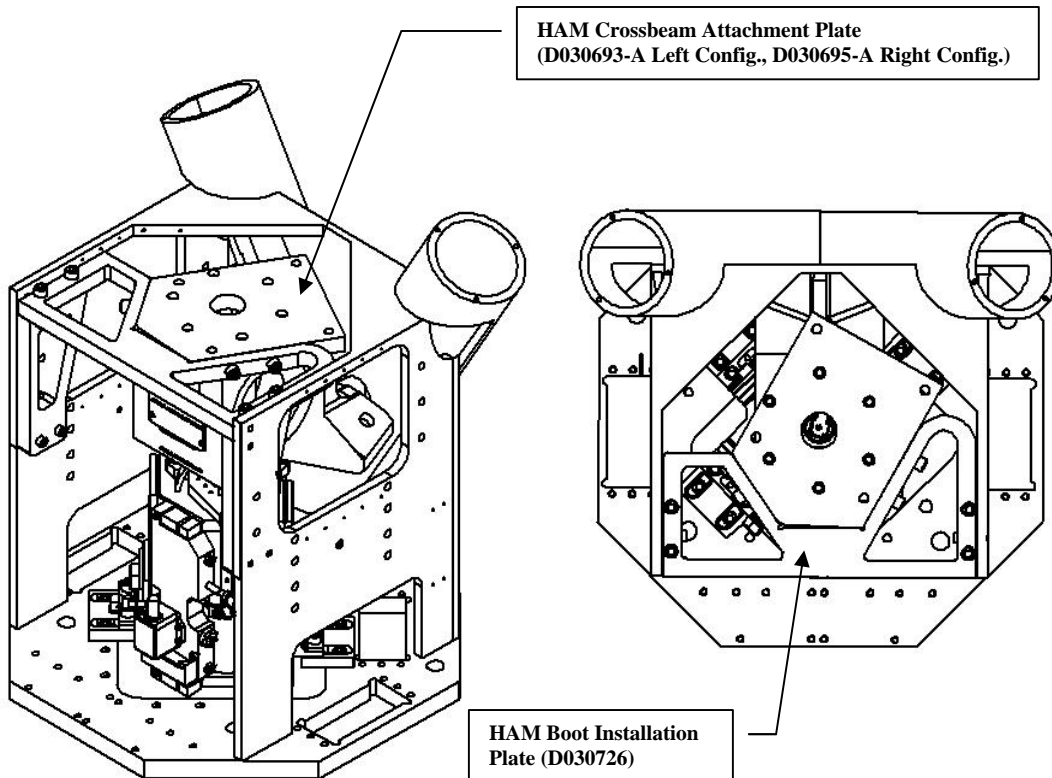 HAM Crossbeam Attachment Plate
(D030693-A Left Config., D030695-A Right Config.)
HAM Boot Installation
Plate (D030726)